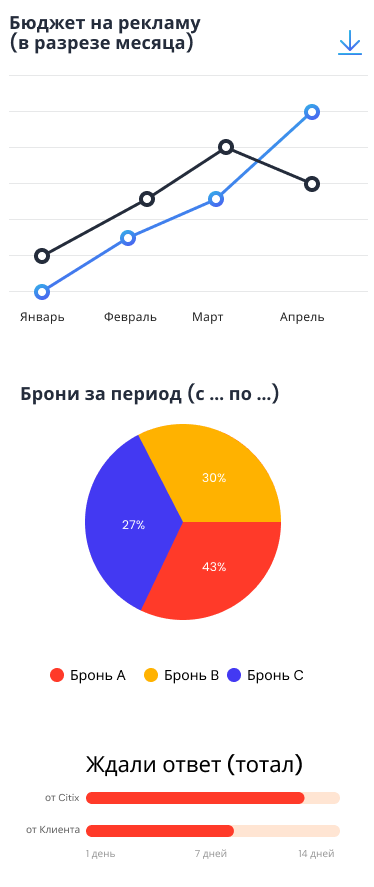 Бюджет на рекламу
(в разрезе месяца)
Январь Февраль Март Апрель
Брони за период (с ... по ...)
30%
27%
43%
Бронь А Бронь В Бронь С
Ждали ответ (тотал)
от Citix
от Клиента
1 день 7 дней 14 дней